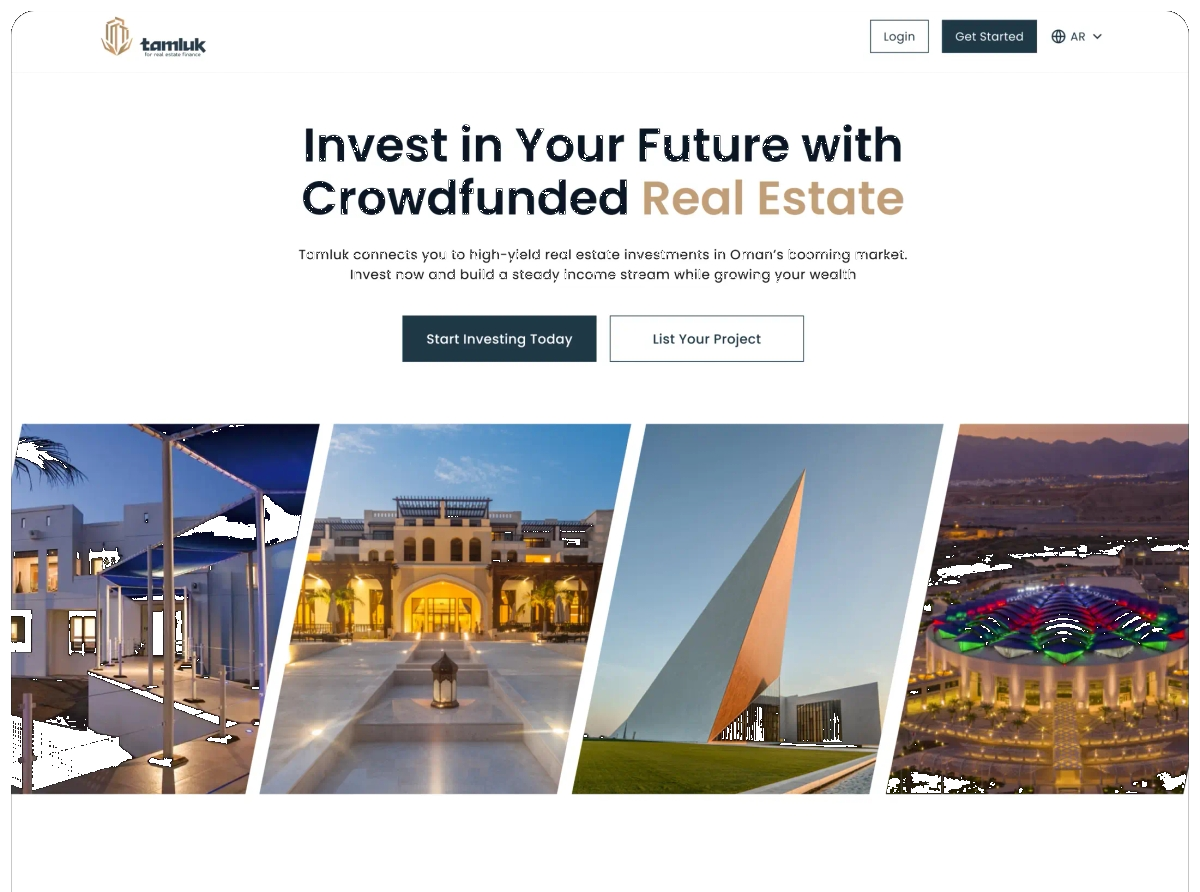 tamluk
for real estate finance
Login
Get Started
AR
Invest in Your Future with
Crowdfunded Real Estate
Tamluk connects you to high-yield real estate investments in Oman's booming market.
Invest now and build a steady income stream while growing your wealth
Start Investing Today
List Your Project